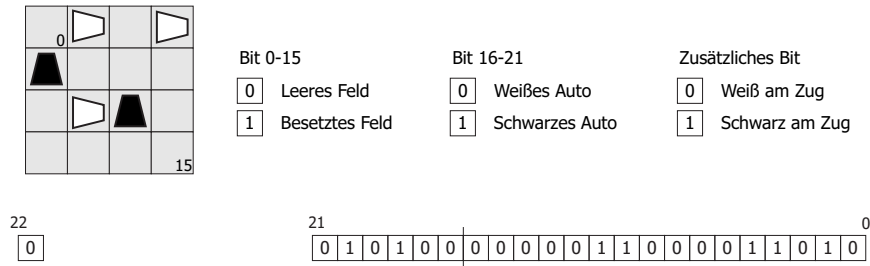 0
15
Bit 0-15
0 Leeres Feld
1 Besetztes Feld
Bit 16-21
0 Weißes Auto
1 Schwarzes Auto
Zusätzliches Bit
0 Weiß am Zug
1 Schwarz am Zug
22 21 0
0 0 1 0 1 0 0 0 0 0 0 0 1 1 0 0 0 0 1 1 0 1 0